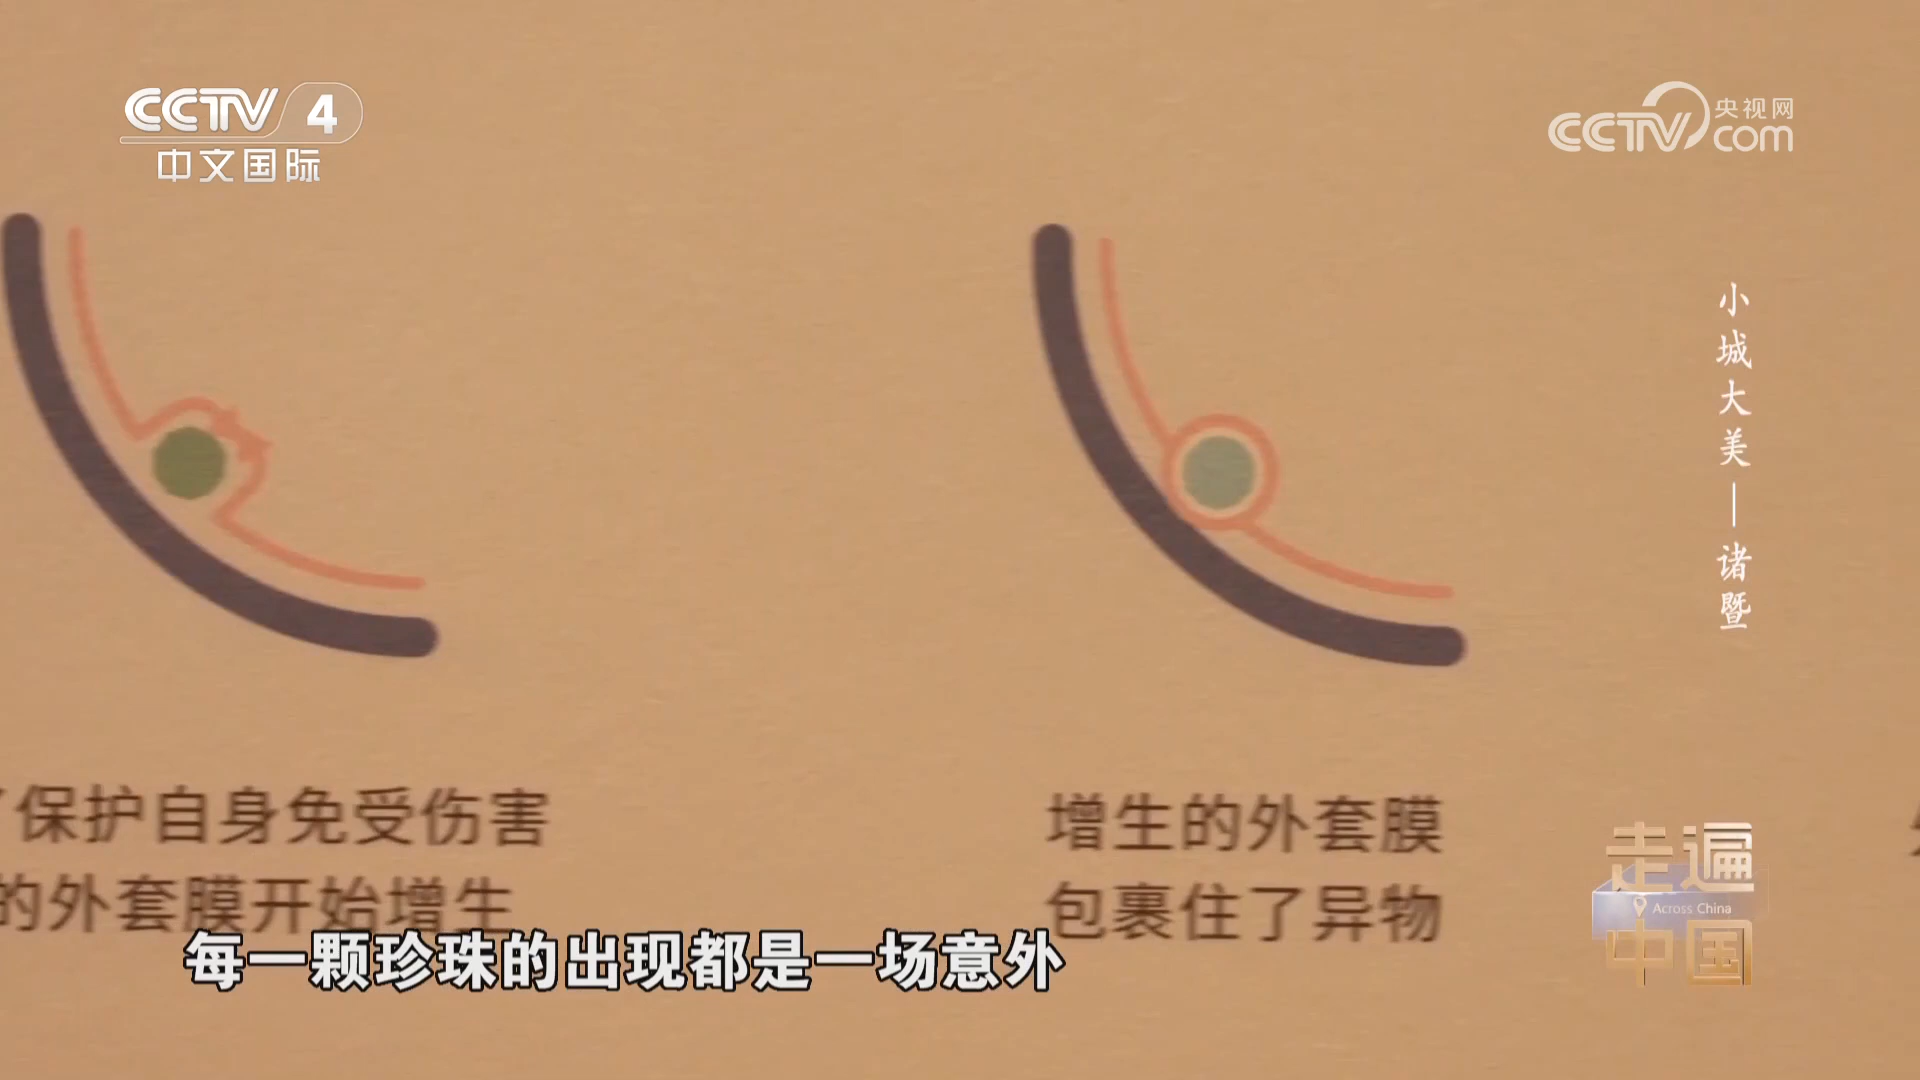 CCTV 4
中文国际
央视网
CCTV.com
小城大美—诸暨
保护自身免受伤害
的外套膜开始增生
增生的外套膜
包裹住了异物
走遍
Across China
中国
每一颗珍珠的出现都是一场意外